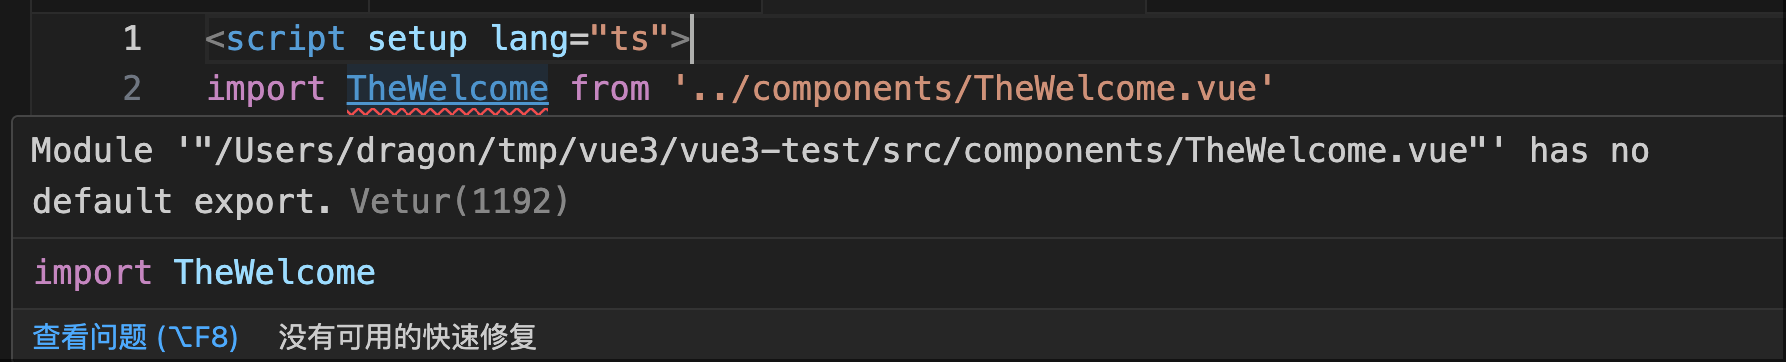 1 <script setup lang="ts">
2 import TheWelcome from '../components/TheWelcome.vue'
Module '"/Users/dragon/tmp/vue3/vue3-test/src/components/TheWelcome.vue"' has no
default export. Vetur(1192)
import TheWelcome
查看问题 (⌥F8) 没有可用的快速修复